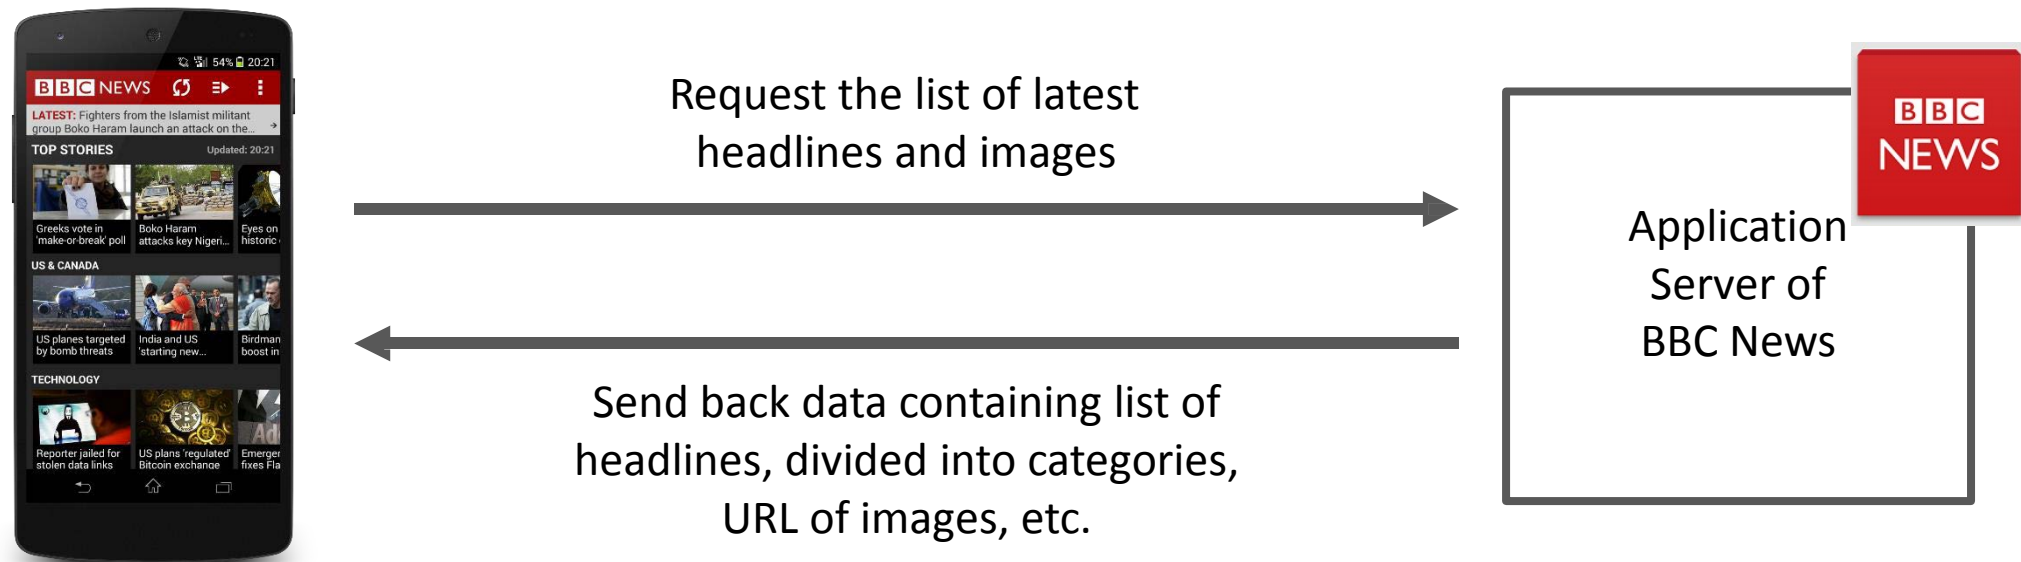 54% 20:21
BBC NEWS
LATEST: Fighters from the Islamist militant
group Boko Haram launch an attack on the...
TOP STORIES Updated: 20:21
Greeks vote in
'make-or-break' poll
Boko Haram
attacks key Nigeri...
Eyes on
historic
US & CANADA
US planes targeted
by bomb threats
India and US
'starting new...
Birdman
boost in
TECHNOLOGY
Reporter jailed for
stolen data links
US plans 'regulated'
Bitcoin exchange
Emerger
fixes Fla
Request the list of latest
headlines and images
Send back data containing list of
headlines, divided into categories,
URL of images, etc.
BBC
NEWS
Application
Server of
BBC News